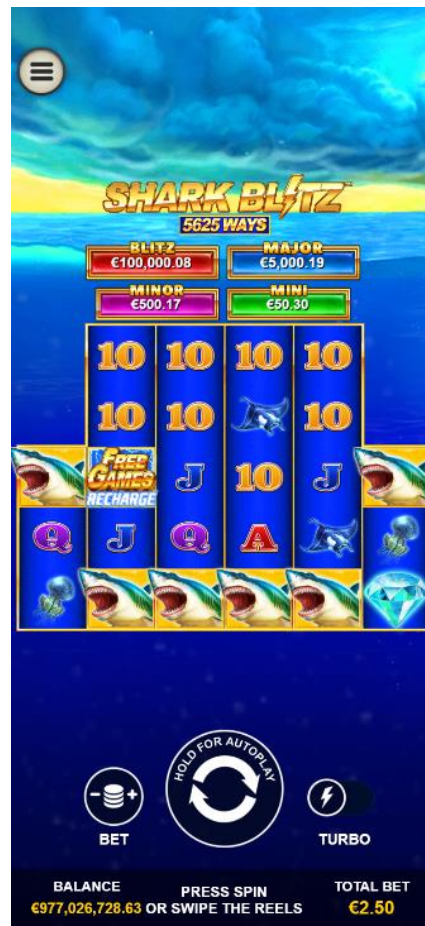 SHARK BLITZ™
5625 WAYS
BLITZ
€100,000.08
MAJOR
€5,000.19
MINOR
€500.17
MINI
€50.30
10 10 10 10
10 10 10
FREE GAMES RECHARGE J 10 J
Q J Q A
HOLD FOR AUTOPLAY
BET
TURBO
BALANCE
€977,026,728.63
PRESS SPIN
OR SWIPE THE REELS
TOTAL BET
€2.50